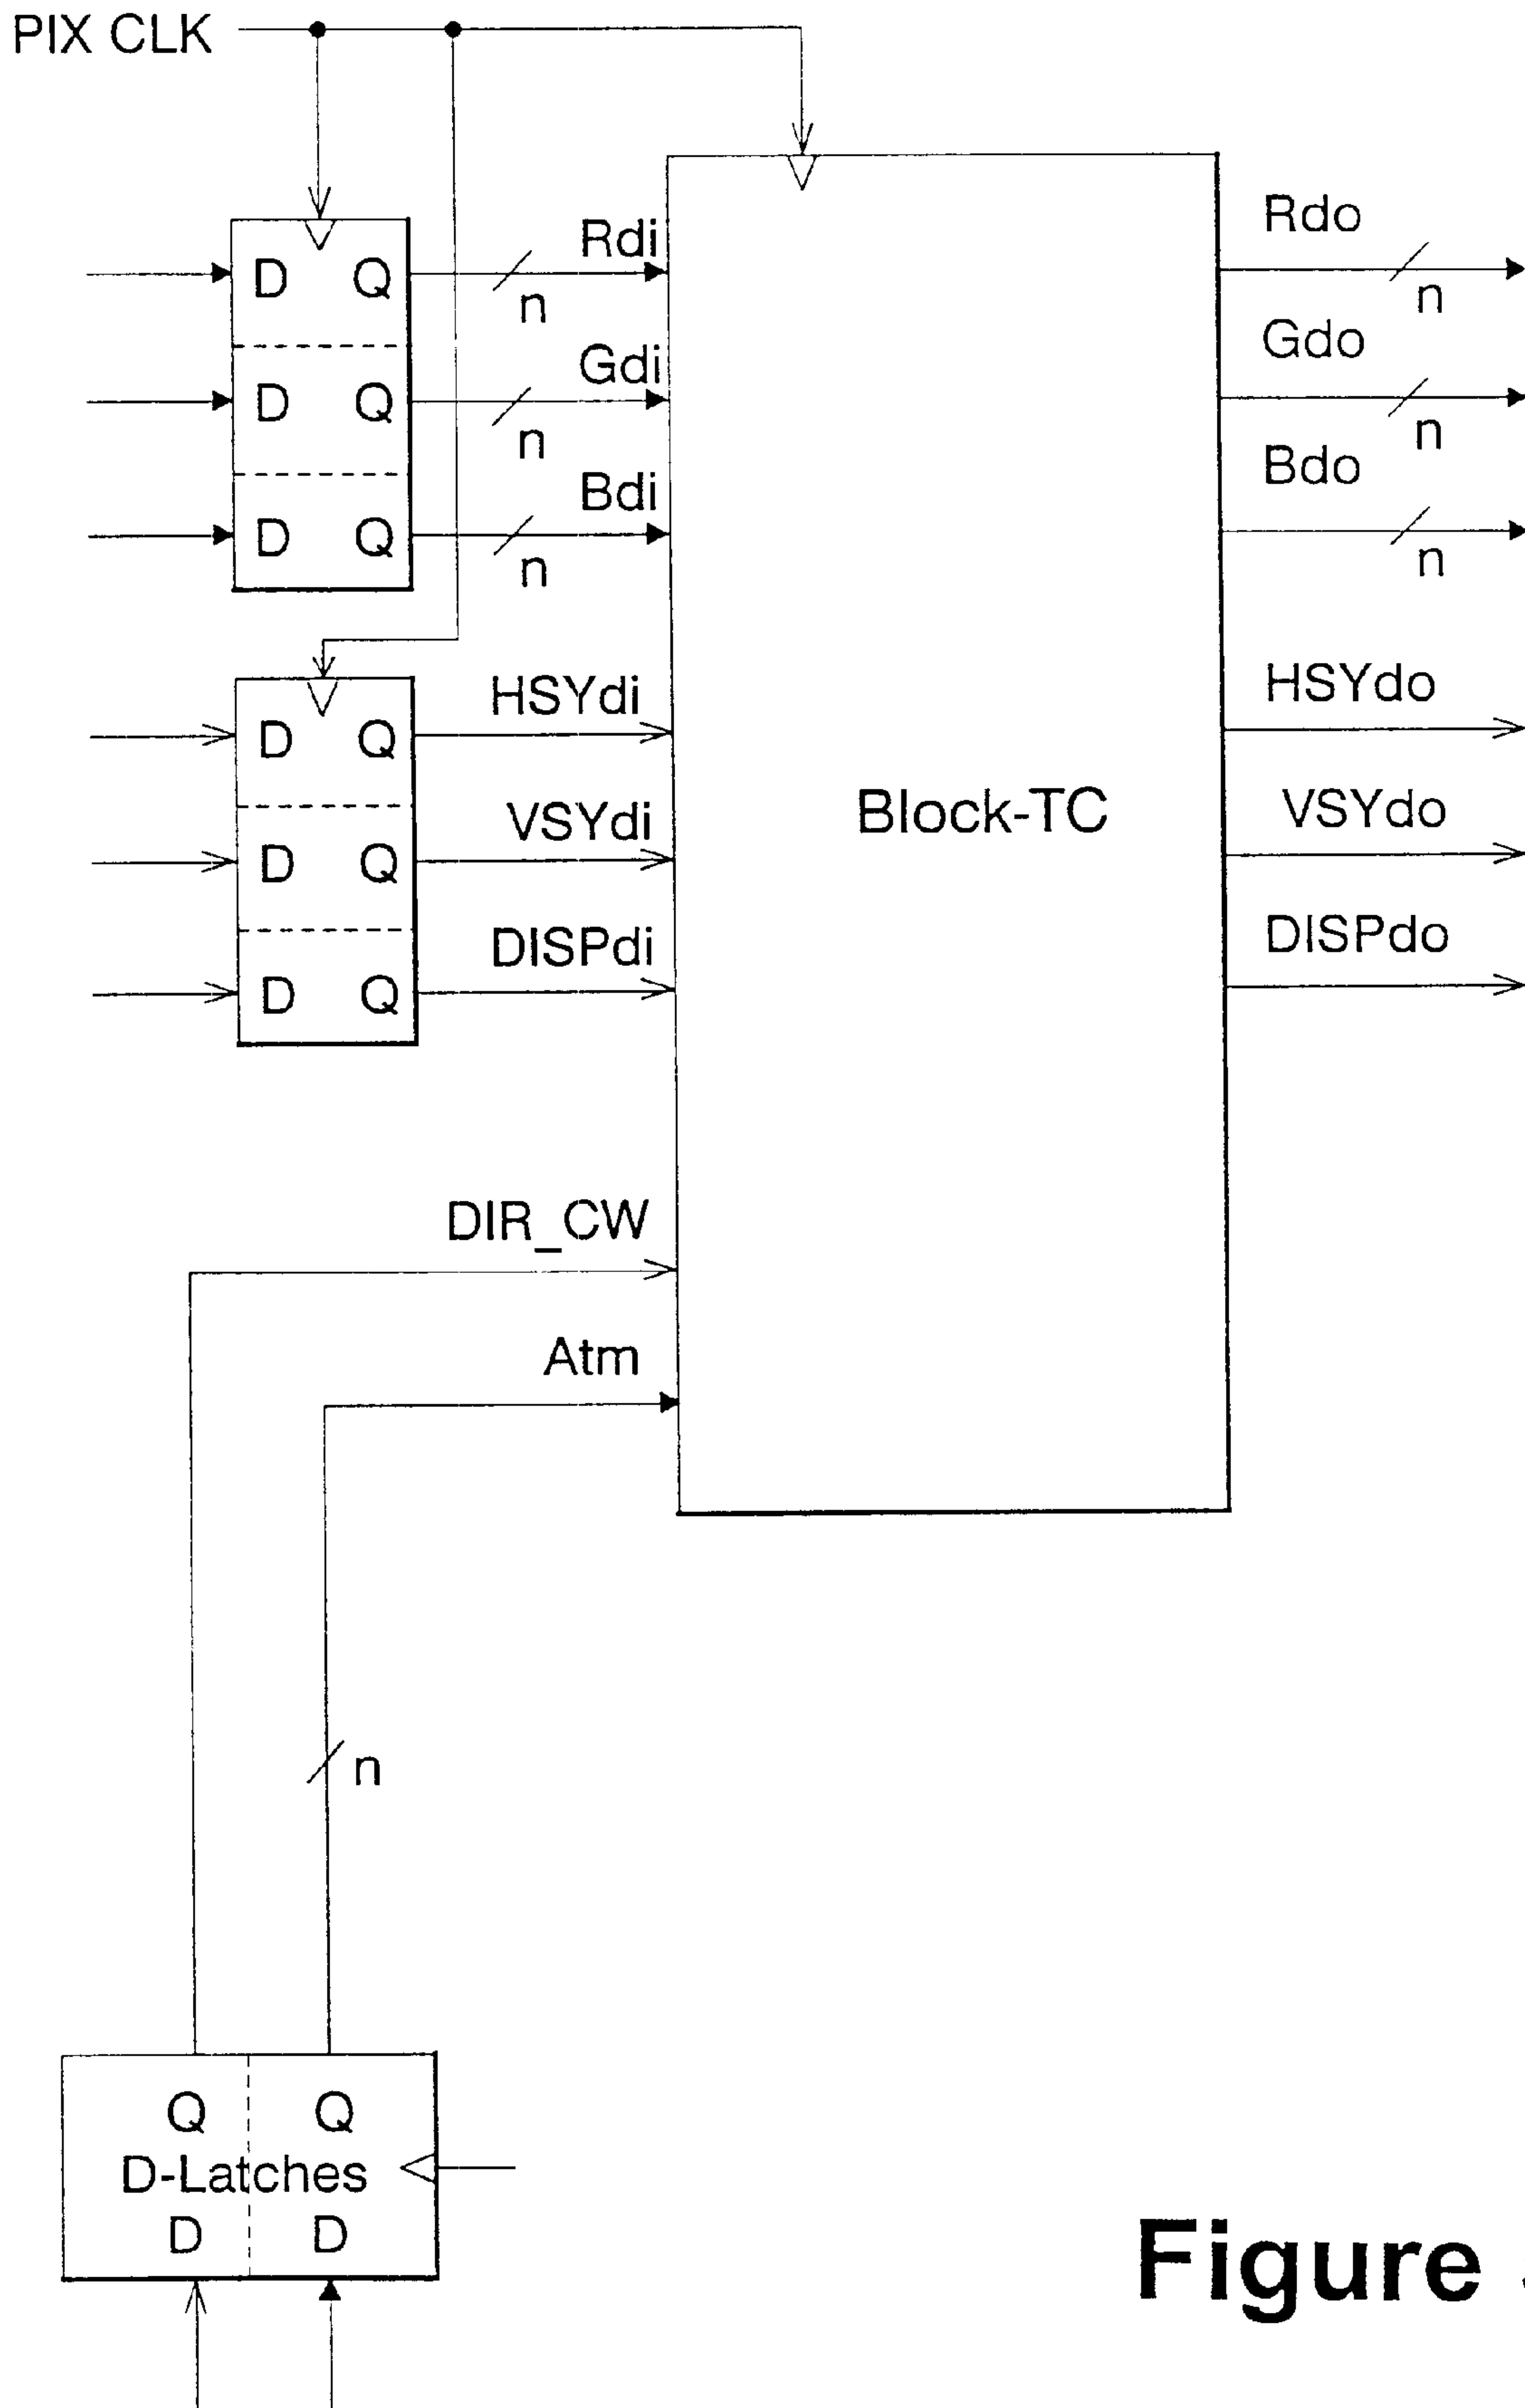 PIX CLK
Rdi
Rdo
D Q
n
n
Gdi
Gdo
D Q
n
n
Bdi
Bdo
D Q
n
n
HSYdi
HSYdo
D Q
VSYdi
VSYdo
D Q
Block-TC
DISPdi
DISPdo
D Q
DIR_CW
Atm
n
Q Q
D-Latches
D D
Figure